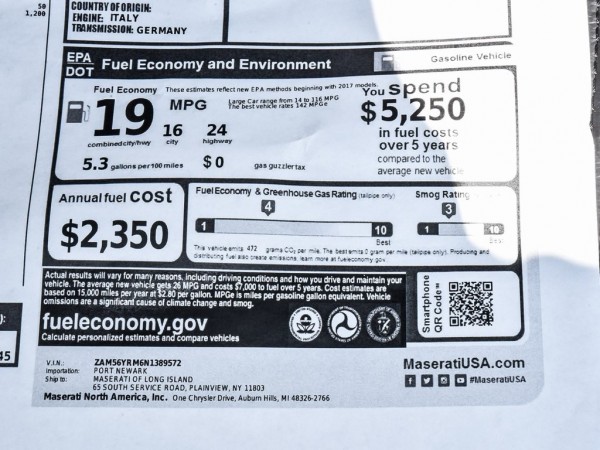 50
1,200
COUNTRY OF ORIGIN:
ENGINE: ITALY
TRANSMISSION: GERMANY
EPA
DOT
Fuel Economy and Environment
Gasoline Vehicle
Fuel Economy
These estimates reflect new EPA methods beginning with 2017 models.
19
MPG
Large Car range from 14 to 116 MPG
The best vehicle rates 142 MPGe
combined city/hwy
16
city
24
highway
5.3 gallons per 100 miles
$0
gas guzzler tax
You spend
$5,250
in fuel costs
over 5 years
compared to the
average new vehicle
Annual fuel cost
$2,350
Fuel Economy & Greenhouse Gas Rating (tailpipe only)
4
1
10
Best
This vehicle emits 472 grams CO₂ per mile. The best emits 0 gram per mile (tailpipe only). Producing and
distributing fuel also create emissions, learn more at fueleconomy.gov.
Smog Rating
3
1
10
Best
Actual results will vary for many reasons, including driving conditions and how you drive and maintain your
vehicle. The average new vehicle gets 26 MPG and costs $7,000 to fuel over 5 years. Cost estimates are
based on 15,000 miles per year at $2.80 per gallon. MPGe is miles per gasoline gallon equivalent. Vehicle
omissions are a significant cause of climate change and smog.
fueleconomy.gov
Calculate personalized estimates and compare vehicles
Smartphone
QR Code™
):
45
V.I.N.: ZAM56YRM6N1389572
Importation: PORT NEWARK
Ship to: MASERATI OF LONG ISLAND
65 SOUTH SERVICE ROAD, PLAINVIEW, NY 11803
Maserati North America, Inc. One Chrysler Drive, Auburn Hills, MI 48326-2766
MaseratiUSA.com
#MaseratiUSA